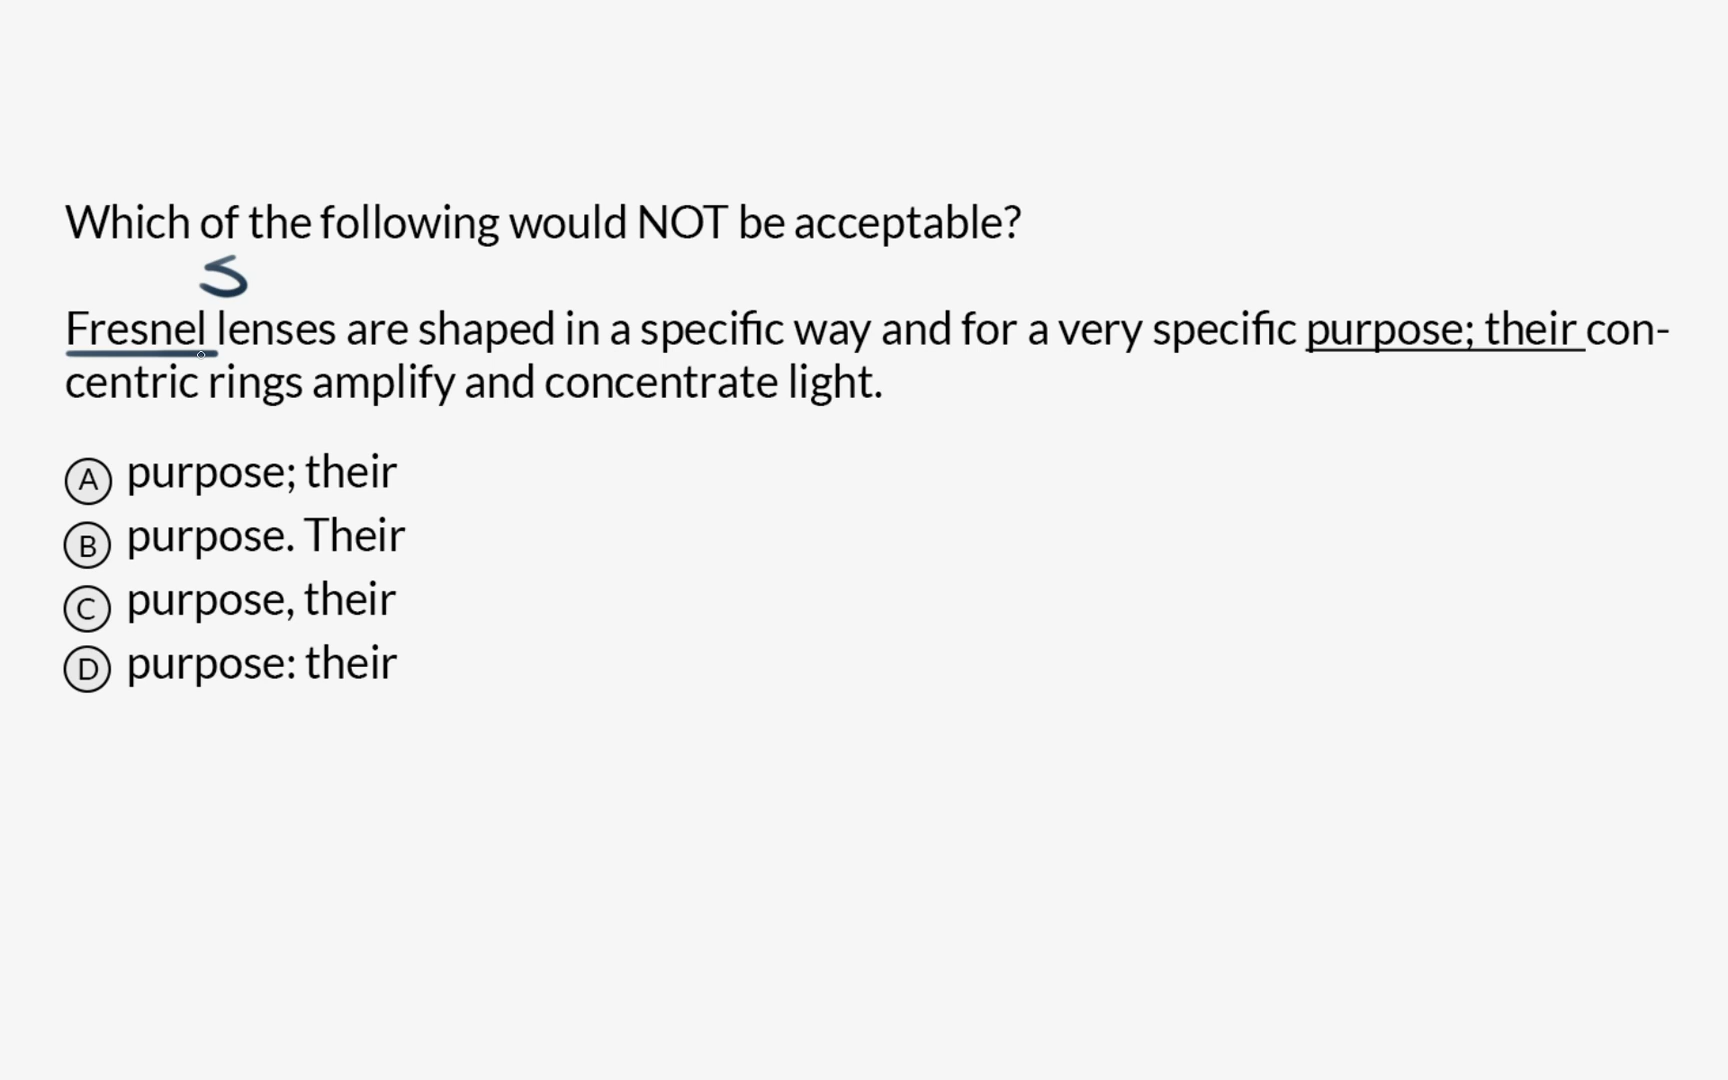 Which of the following would NOT be acceptable?
S
Fresnel lenses are shaped in a specific way and for a very specific purpose; their con-
centric rings amplify and concentrate light.
A purpose; their
B purpose. Their
C purpose, their
D purpose: their